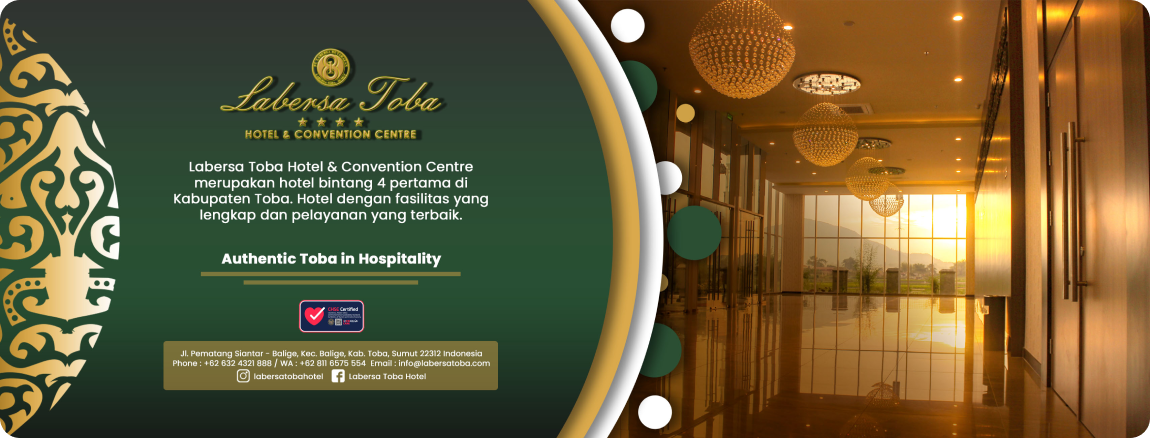 Labersa Toba
HOTEL & CONVENTION CENTRE
Labersa Toba Hotel & Convention Centre
merupakan hotel bintang 4 pertama di
Kabupaten Toba. Hotel dengan fasilitas yang
lengkap dan pelayanan yang terbaik.
Authentic Toba in Hospitality
CHSE Certified
Jl. Pematang Siantar - Balige, Kec. Balige, Kab. Toba, Sumut 22312 Indonesia
Phone : +62 632 4321 888 / WA : +62 811 6575 554 Email : info@labersatoba.com
labersatobahotel Labersa Toba Hotel